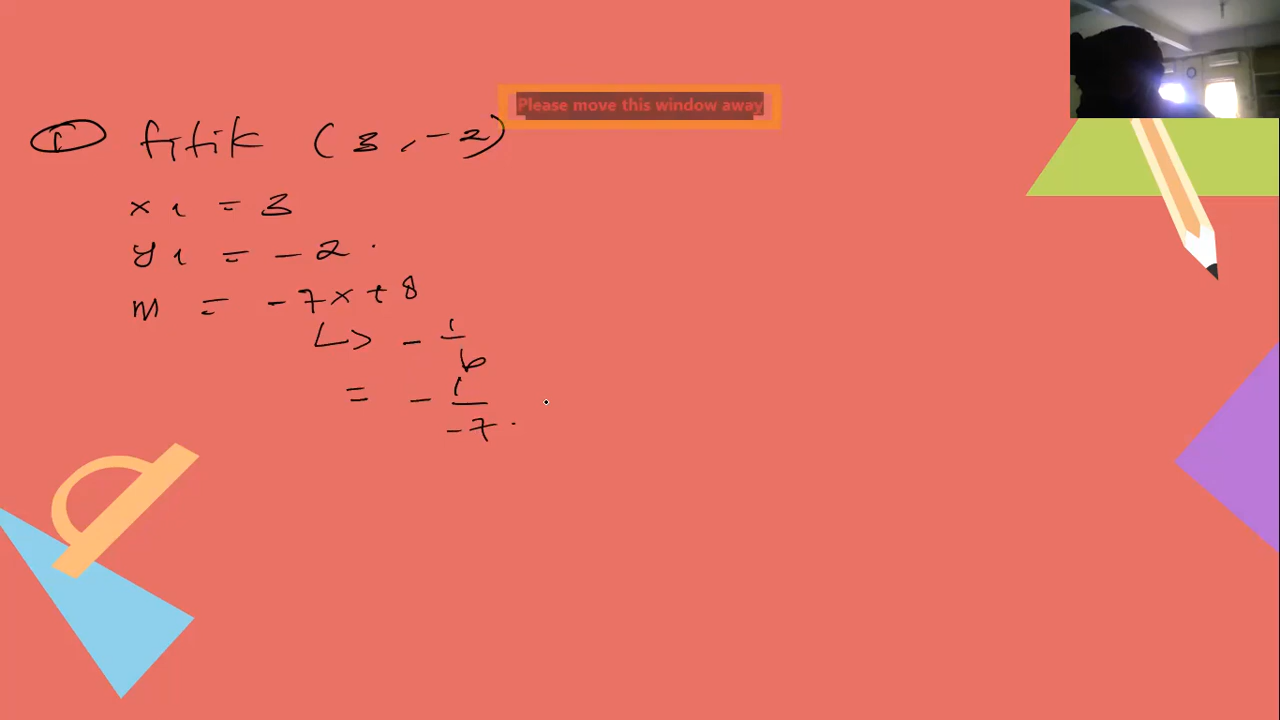 Please move this window away
① titik (3, -2)
x1 = 3
y1 = -2
m = -7x+8
↳ -1/b
= -1/-7